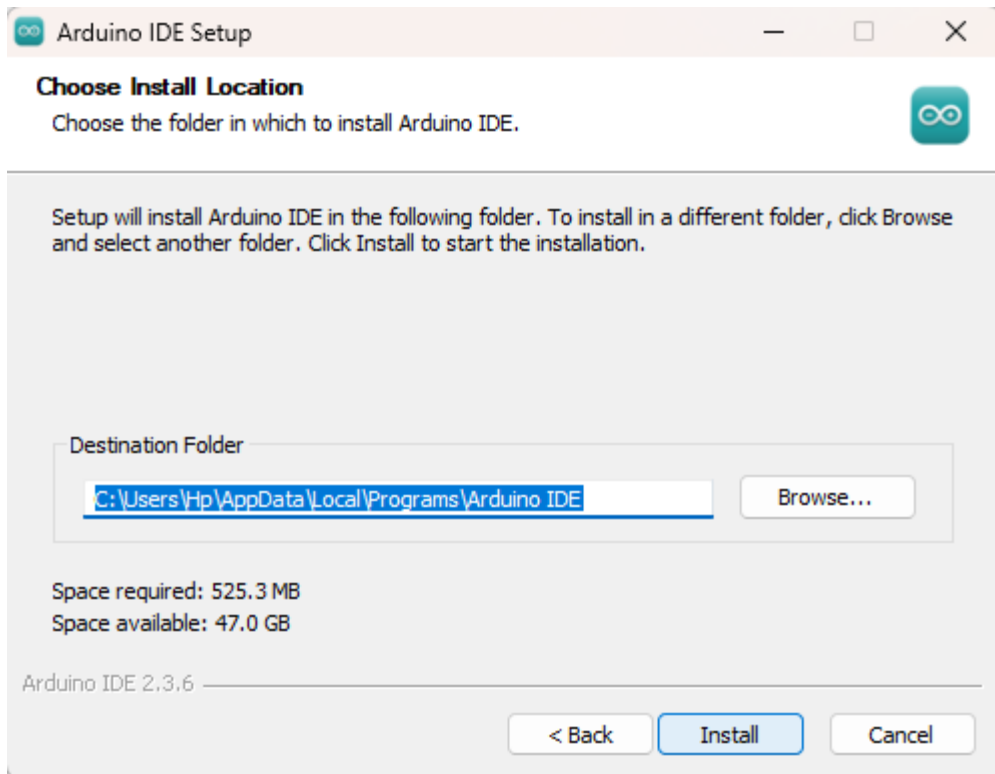 Arduino IDE Setup
Choose Install Location
Choose the folder in which to install Arduino IDE.
Setup will install Arduino IDE in the following folder. To install in a different folder, click Browse
and select another folder. Click Install to start the installation.
Destination Folder
C:\Users\Hp\AppData\Local\Programs\Arduino IDE
Browse...
Space required: 525.3 MB
Space available: 47.0 GB
Arduino IDE 2.3.6
< Back
Install
Cancel